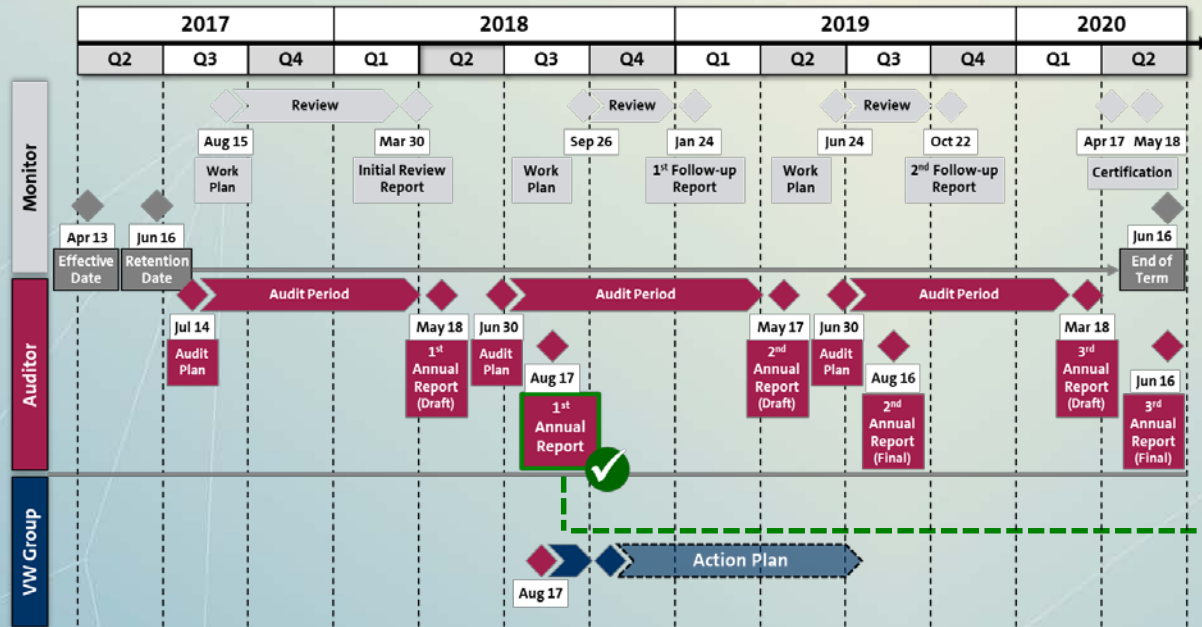 2017
2018
2019
2020
Q2
Q3
Q4
Q1
Q2
Q3
Q4
Q1
Q2
Q3
Q4
Q1
Q2
Monitor
Review
Review
Review
Aug 15
Mar 30
Sep 26
Jan 24
Jun 24
Oct 22
Apr 17
May 18
Work
Plan
Initial Review
Report
Work
Plan
1st Follow-up
Report
Work
Plan
2nd Follow-up
Report
Certification
Apr 13
Jun 16
Jun 16
Effective
Date
Retention
Date
End of
Term
Auditor
Audit Period
Audit Period
Audit Period
Jul 14
May 18
Jun 30
May 17
Jun 30
Mar 18
Audit
Plan
1st
Annual
Report
(Draft)
Audit
Plan
Aug 17
1st
Annual
Report
2nd
Annual
Report
(Draft)
Audit
Plan
Aug 16
2nd
Annual
Report
(Final)
3rd
Annual
Report
(Draft)
Jun 16
3rd
Annual
Report
(Final)
VW Group
Action Plan
Aug 17